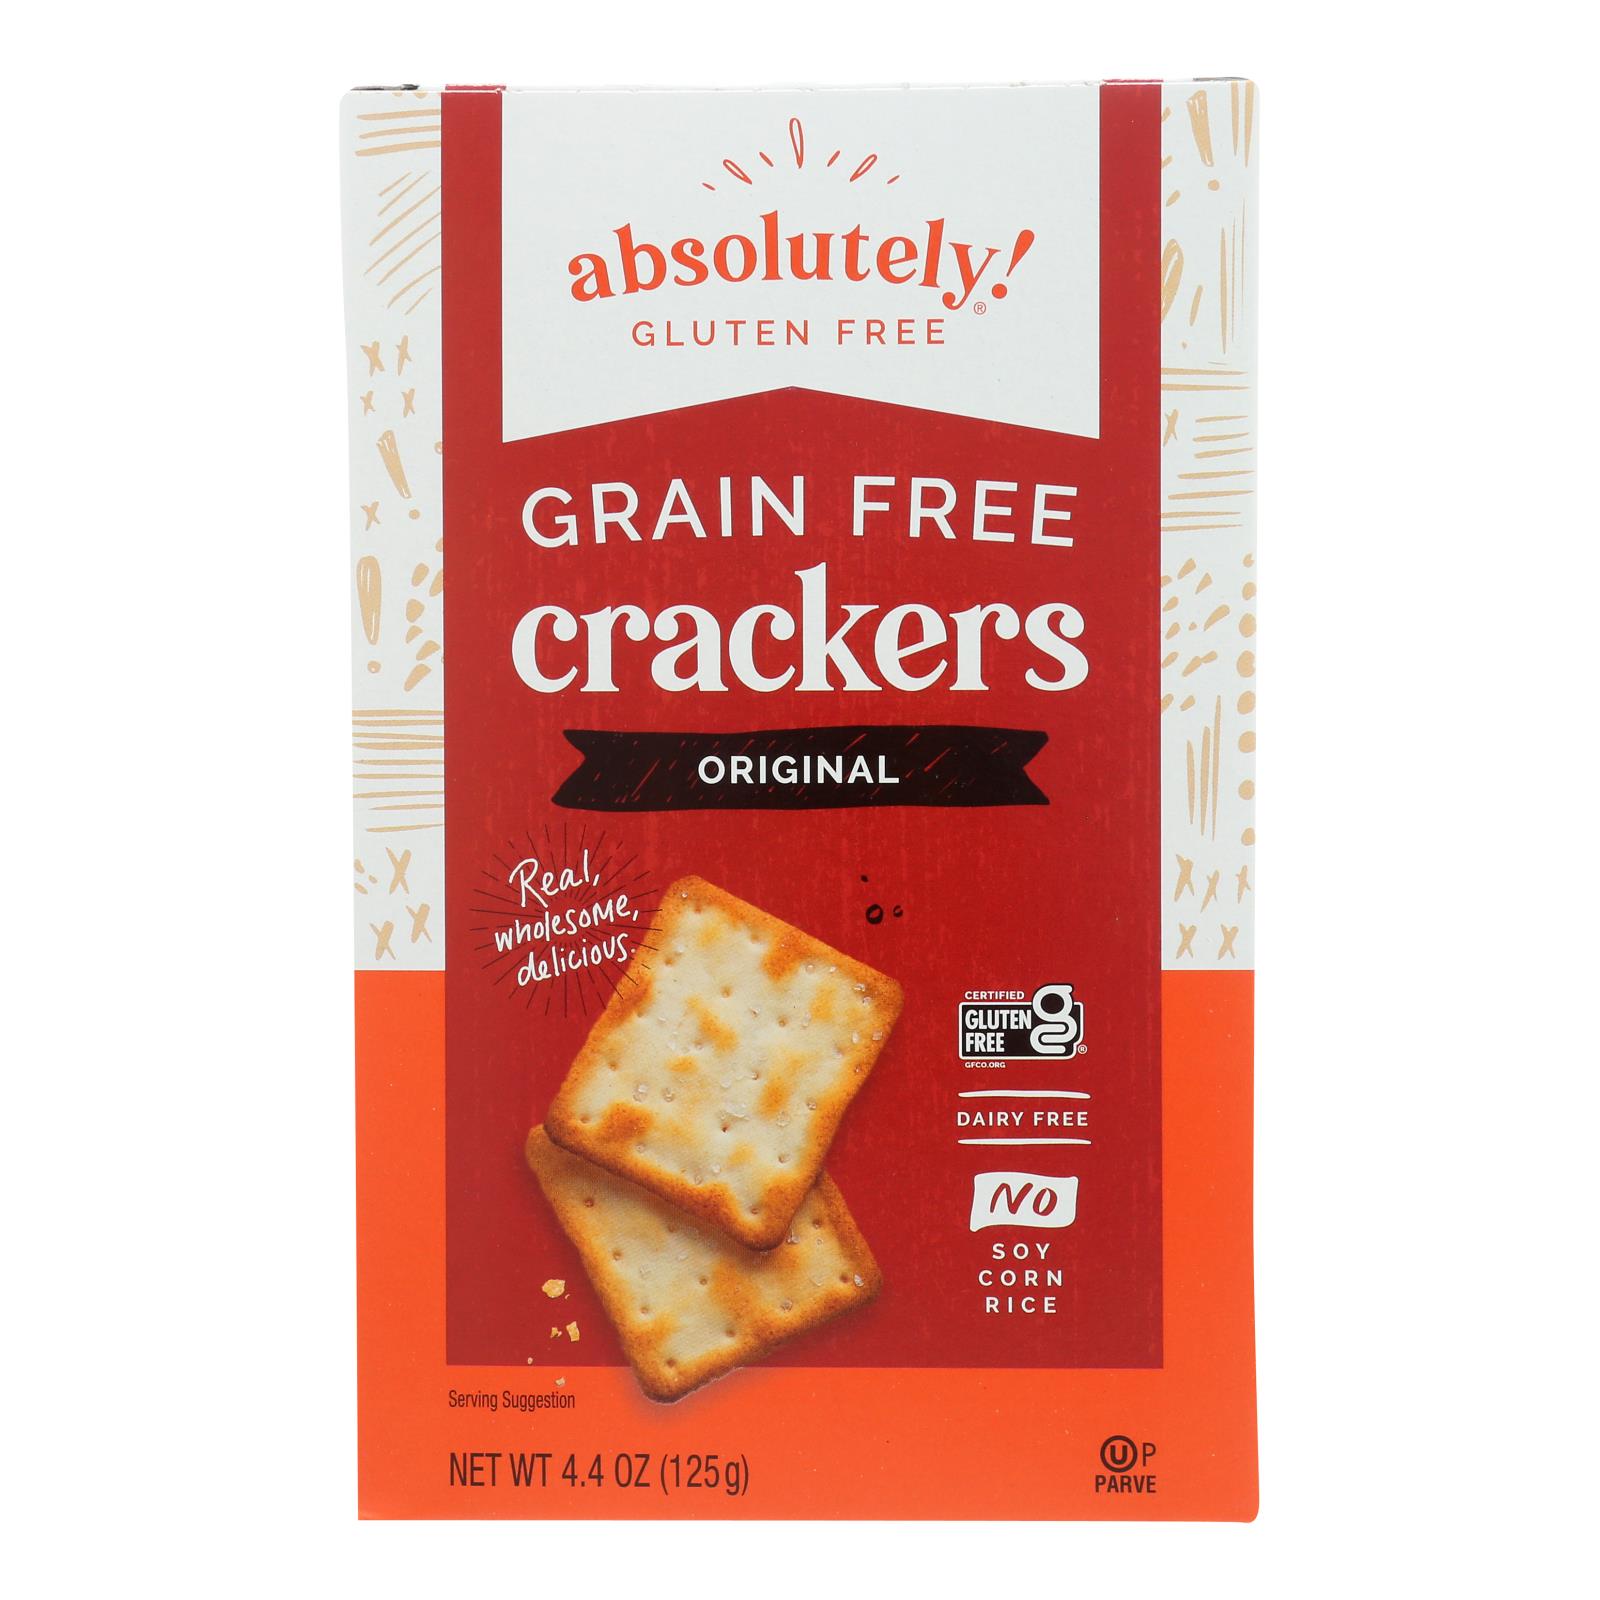 absolutely!®
GLUTEN FREE
GRAIN FREE
crackers
ORIGINAL
Real,
wholesome,
delicious.
CERTIFIED
GLUTEN
FREE
g
®
GFCO.ORG
DAIRY FREE
NO
SOY
CORN
RICE
Serving Suggestion
NET WT 4.4 OZ (125g)
U P
PARVE